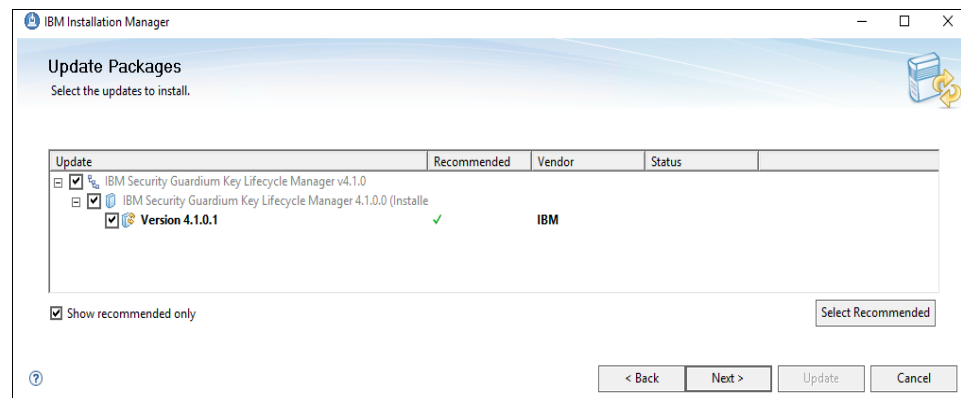 IBM Installation Manager
Update Packages
Select the updates to install.
Update Recommended Vendor Status
IBM Security Guardium Key Lifecycle Manager v4.1.0
IBM Security Guardium Key Lifecycle Manager 4.1.0.0 (Installe
Version 4.1.0.1 IBM
Show recommended only Select Recommended
? < Back Next > Update Cancel